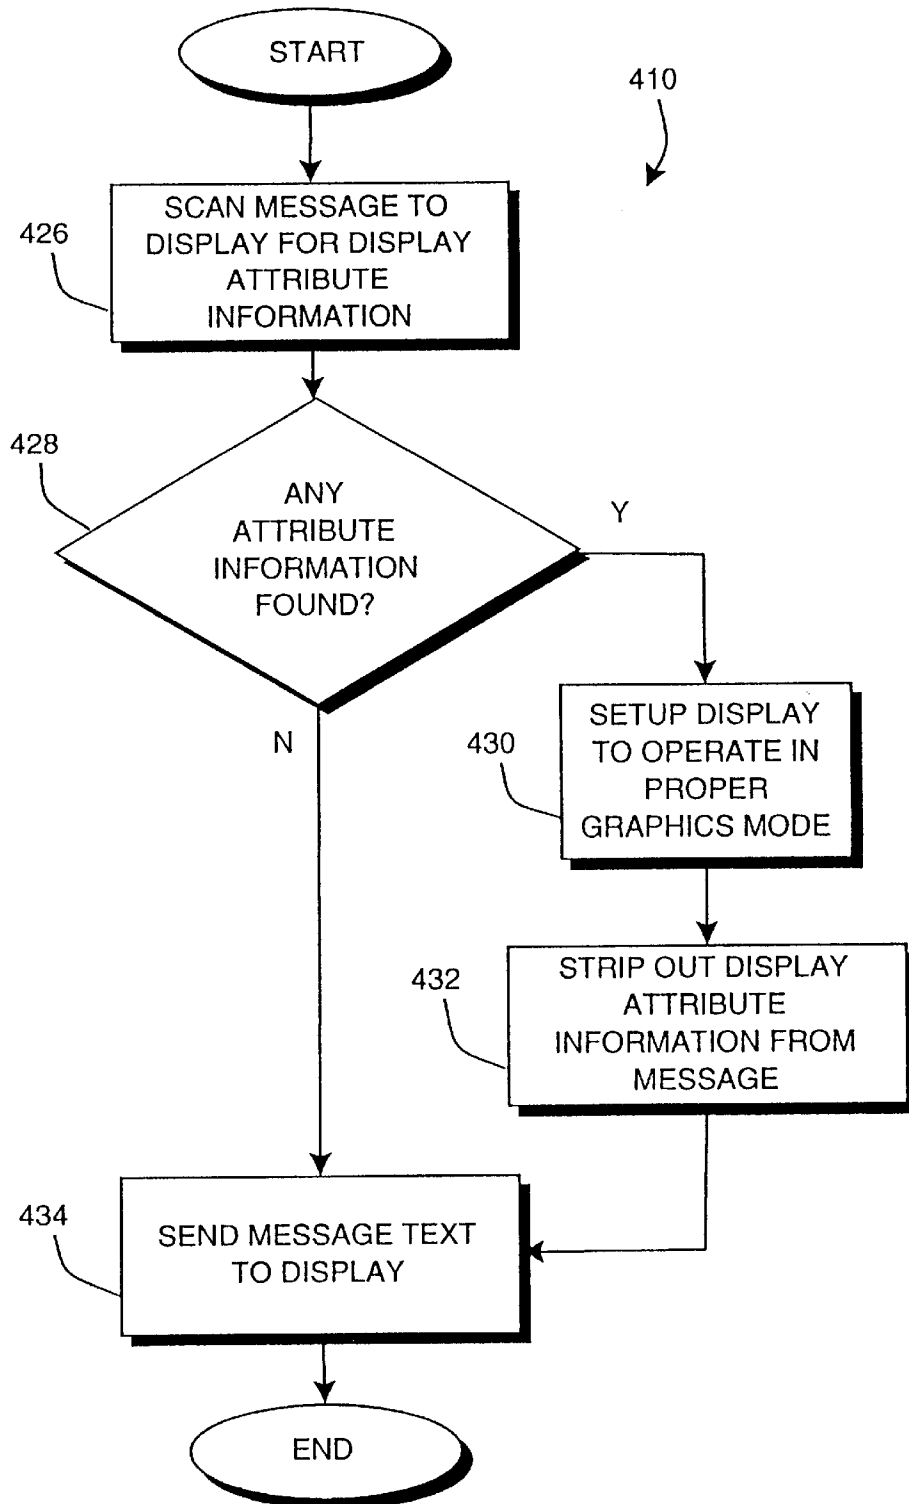 START
410
SCAN MESSAGE TO
DISPLAY FOR DISPLAY
ATTRIBUTE
INFORMATION
426
428
ANY
ATTRIBUTE
INFORMATION
FOUND?
Y
N
SETUP DISPLAY
TO OPERATE IN
PROPER
GRAPHICS MODE
430
STRIP OUT DISPLAY
ATTRIBUTE
INFORMATION FROM
MESSAGE
432
SEND MESSAGE TEXT
TO DISPLAY
434
END